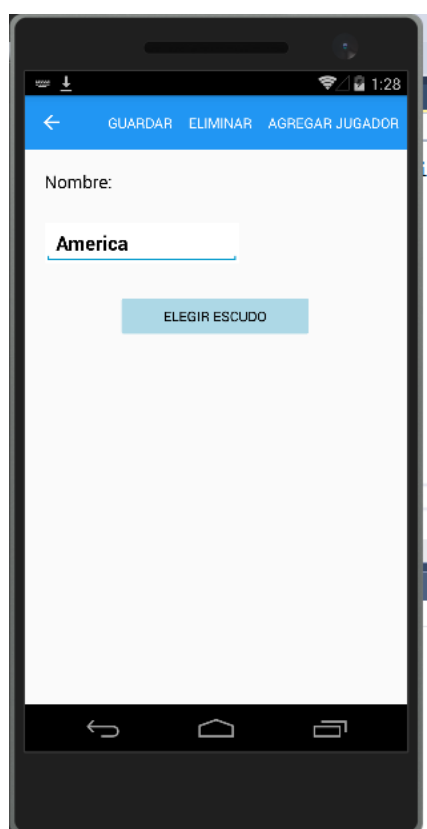 1:28
GUARDAR ELIMINAR AGREGAR JUGADOR
Nombre:
America
ELEGIR ESCUDO